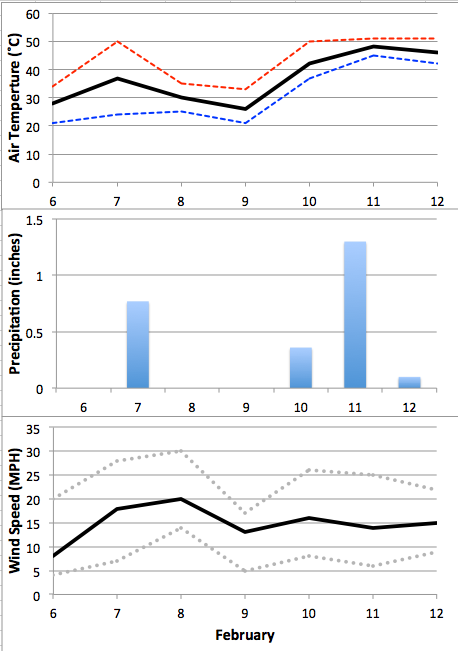 Air Temperture (˚C)
60
50
40
30
20
10
0
6 7 8 9 10 11 12
Precipitation (inches)
1.5
1
0.5
0
6 7 8 9 10 11 12
Wind Speed (MPH)
35
30
25
20
15
10
5
0
6 7 8 9 10 11 12
February